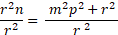 r²n/r² = m²p² + r²/r²